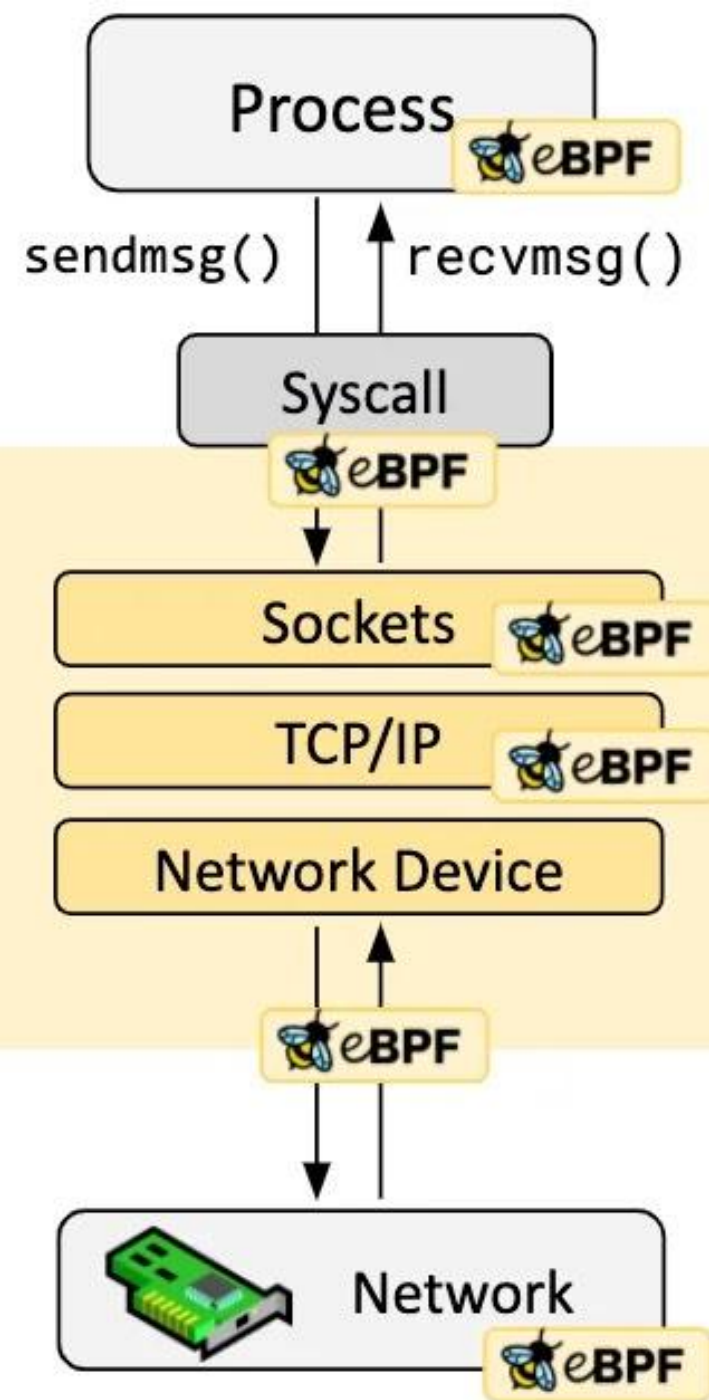 Process
eBPF
sendmsg()
recvmsg()
Syscall
eBPF
Sockets
eBPF
TCP/IP
eBPF
Network Device
eBPF
Network
eBPF